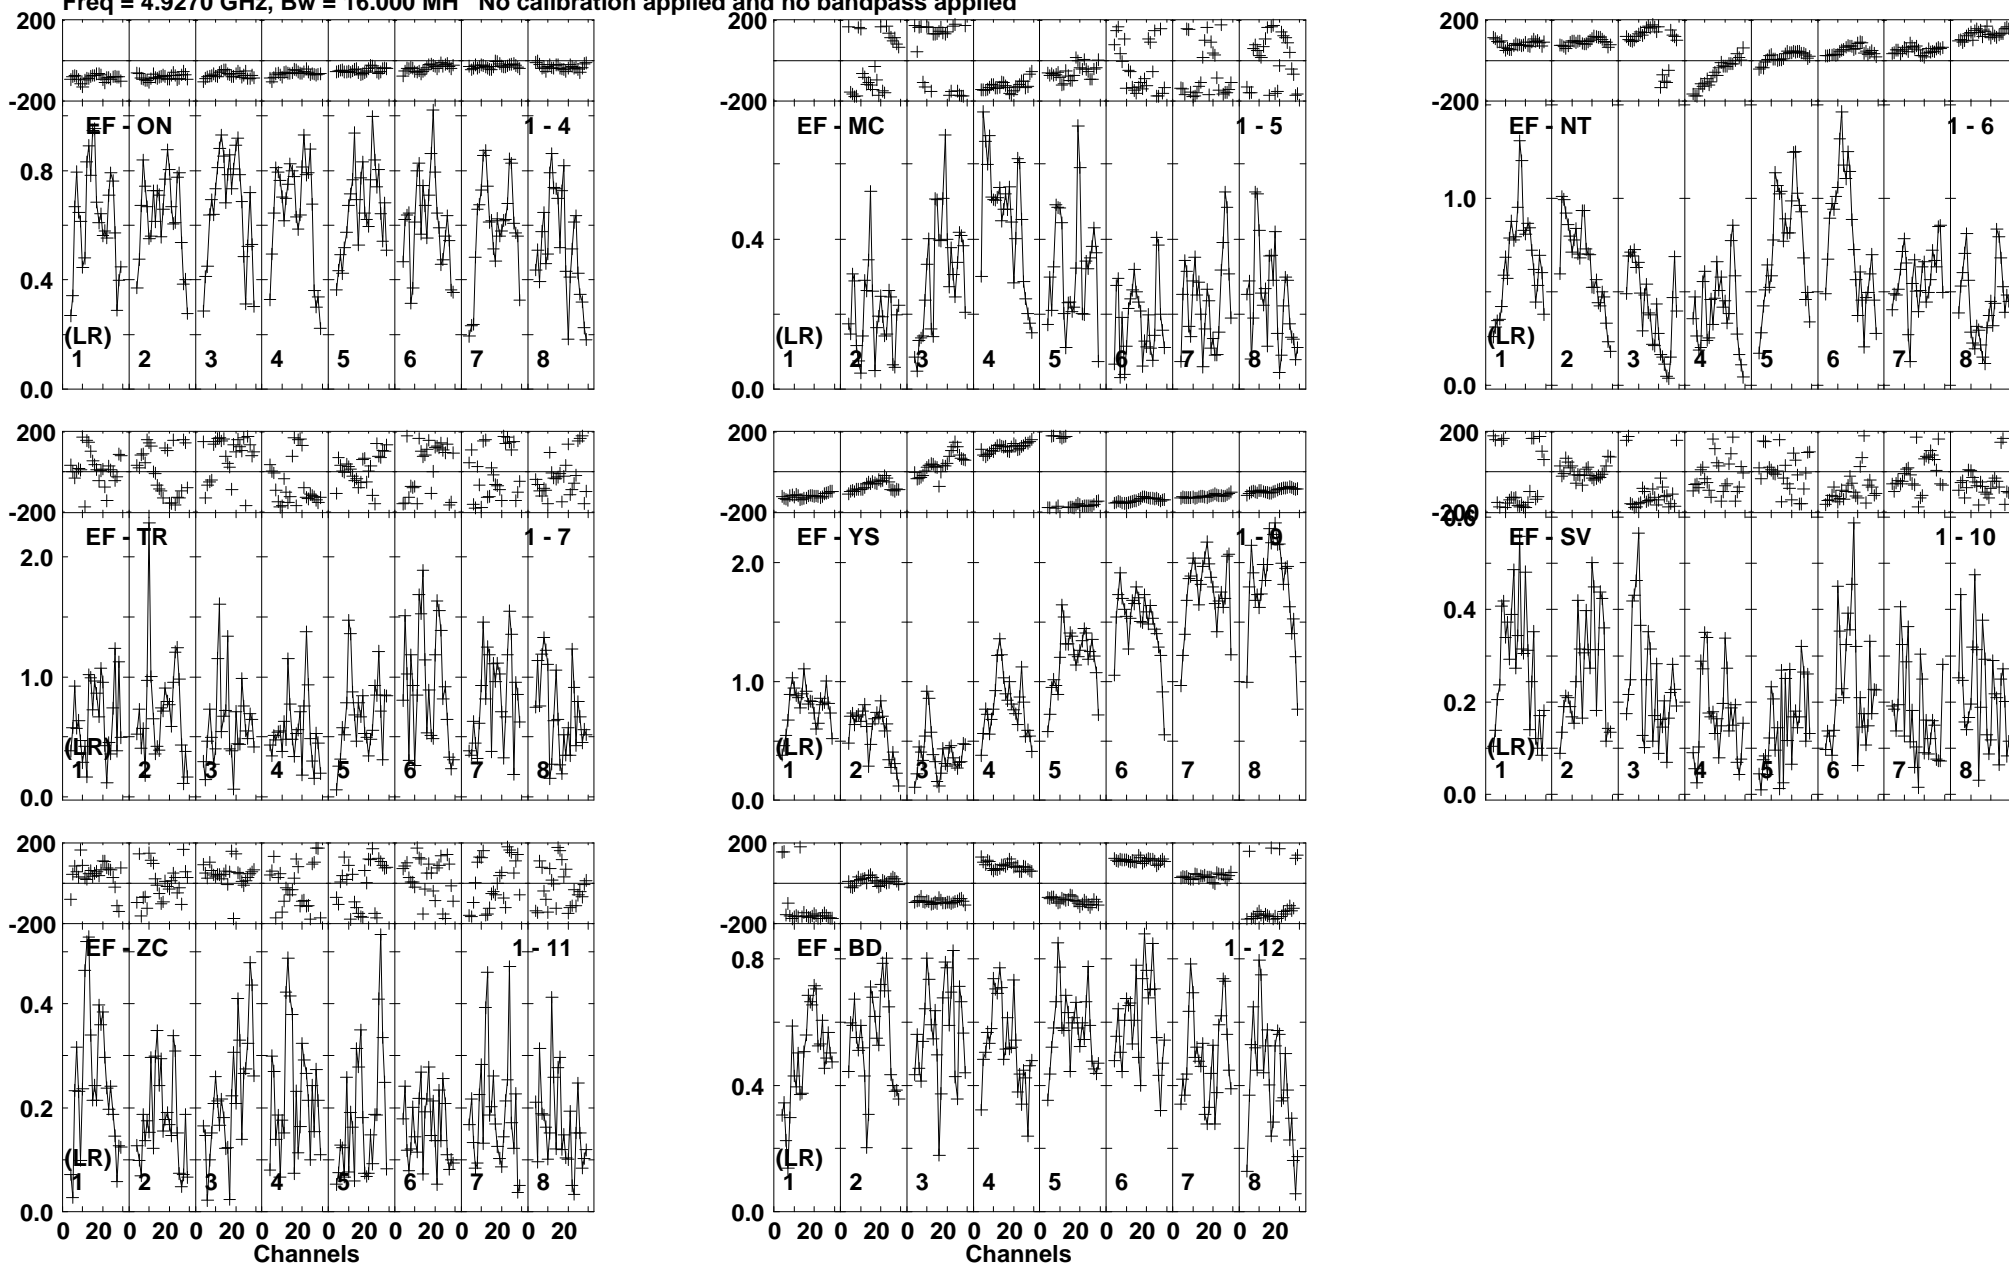 Freq = 4.9270 GHz, Bw = 16.000 MH No calibration applied and no bandpass applied
200
-200
EF - ON
1 - 4
0.8
0.4
0.0
(LR)
1 2 3 4 5 6 7 8
200
-200
EF - MC
1 - 5
0.4
0.0
(LR)
1 2 3 4 5 6 7 8
200
-200
EF - NT
1 - 6
1.0
0.0
(LR)
1 2 3 4 5 6 7 8
200
-200
EF - TR
1 - 7
2.0
1.0
0.0
(LR)
1 2 3 4 5 6 7 8
200
-200
EF - YS
1 - 9
2.0
1.0
0.0
(LR)
1 2 3 4 5 6 7 8
200
-200
0.6
EF - SV
1 - 10
0.4
0.2
0.0
(LR)
1 2 3 4 5 6 7 8
200
-200
EF - ZC
1 - 11
0.4
0.2
0.0
(LR)
1 2 3 4 5 6 7 8
0 20 0 20 0 20 0 20 0 20 0 20 0 20 0 20
Channels
200
-200
EF - BD
1 - 12
0.8
0.4
0.0
(LR)
1 2 3 4 5 6 7 8
0 20 0 20 0 20 0 20 0 20 0 20 0 20 0 20
Channels